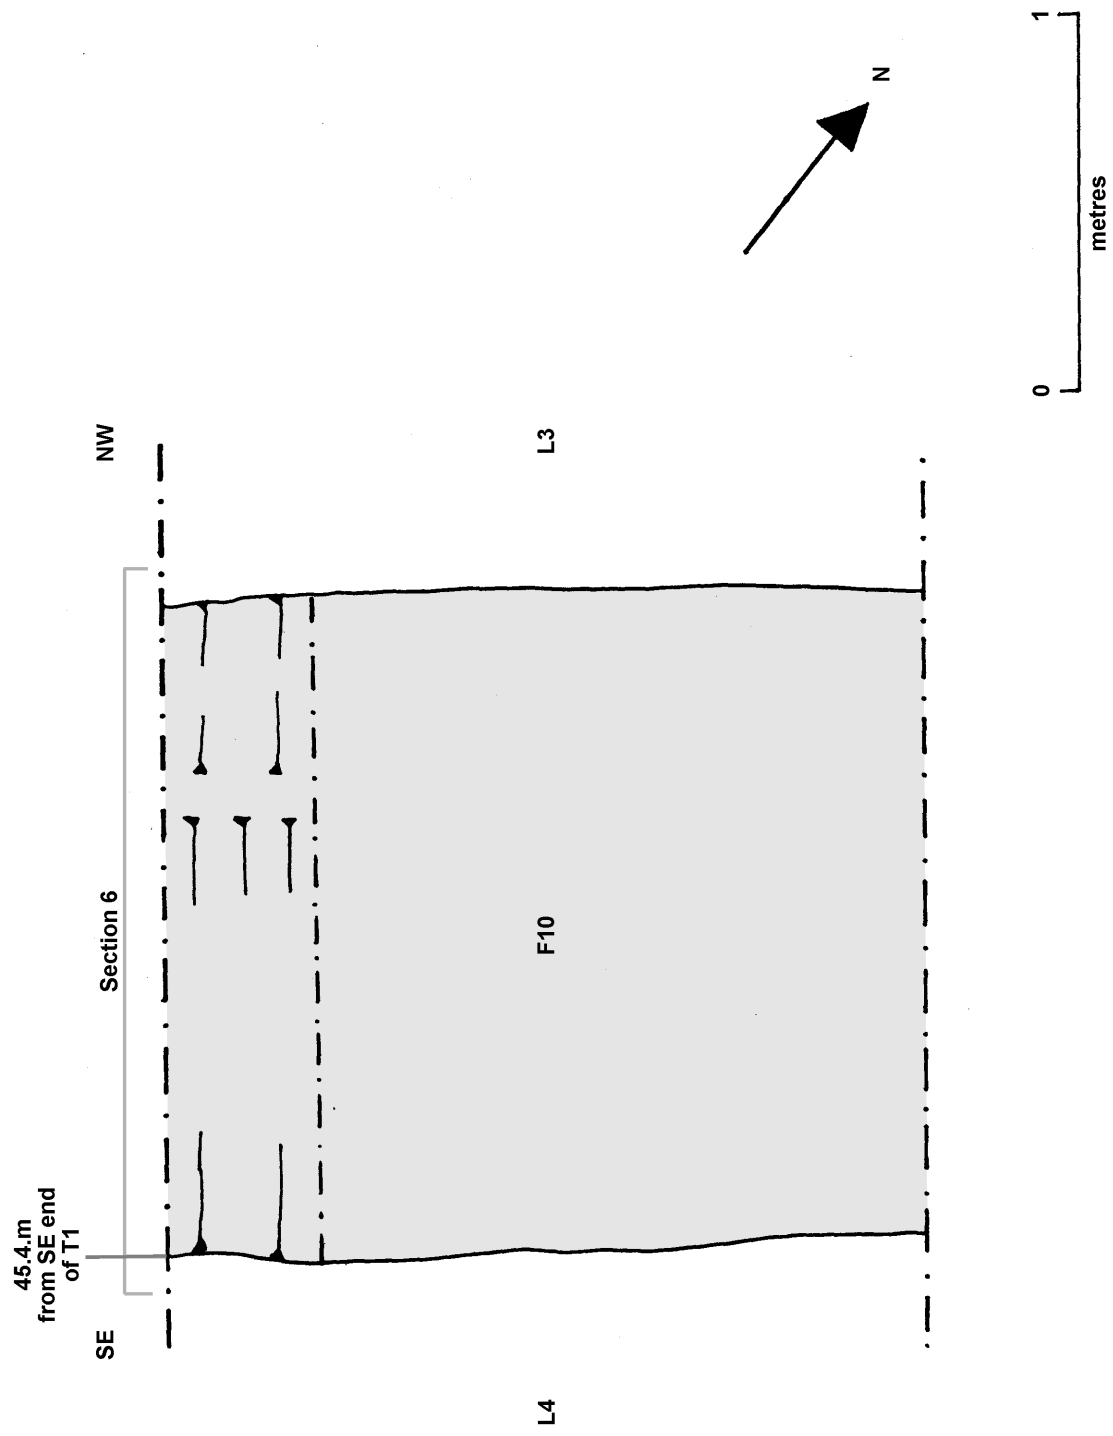 45.4.m
from SE end
of T1
SE
Section 6
NW
L4
F10
L3
N
0
1
metres